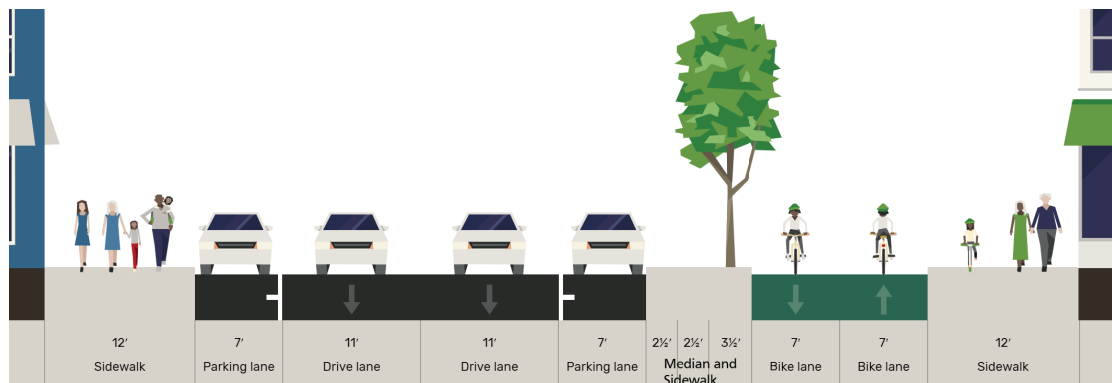 12′
Sidewalk
7′
Parking lane
11′
Drive lane
11′
Drive lane
7′
Parking lane
2½′
2½′
3½′
Median and
Sidewalk
7′
Bike lane
7′
Bike lane
12′
Sidewalk